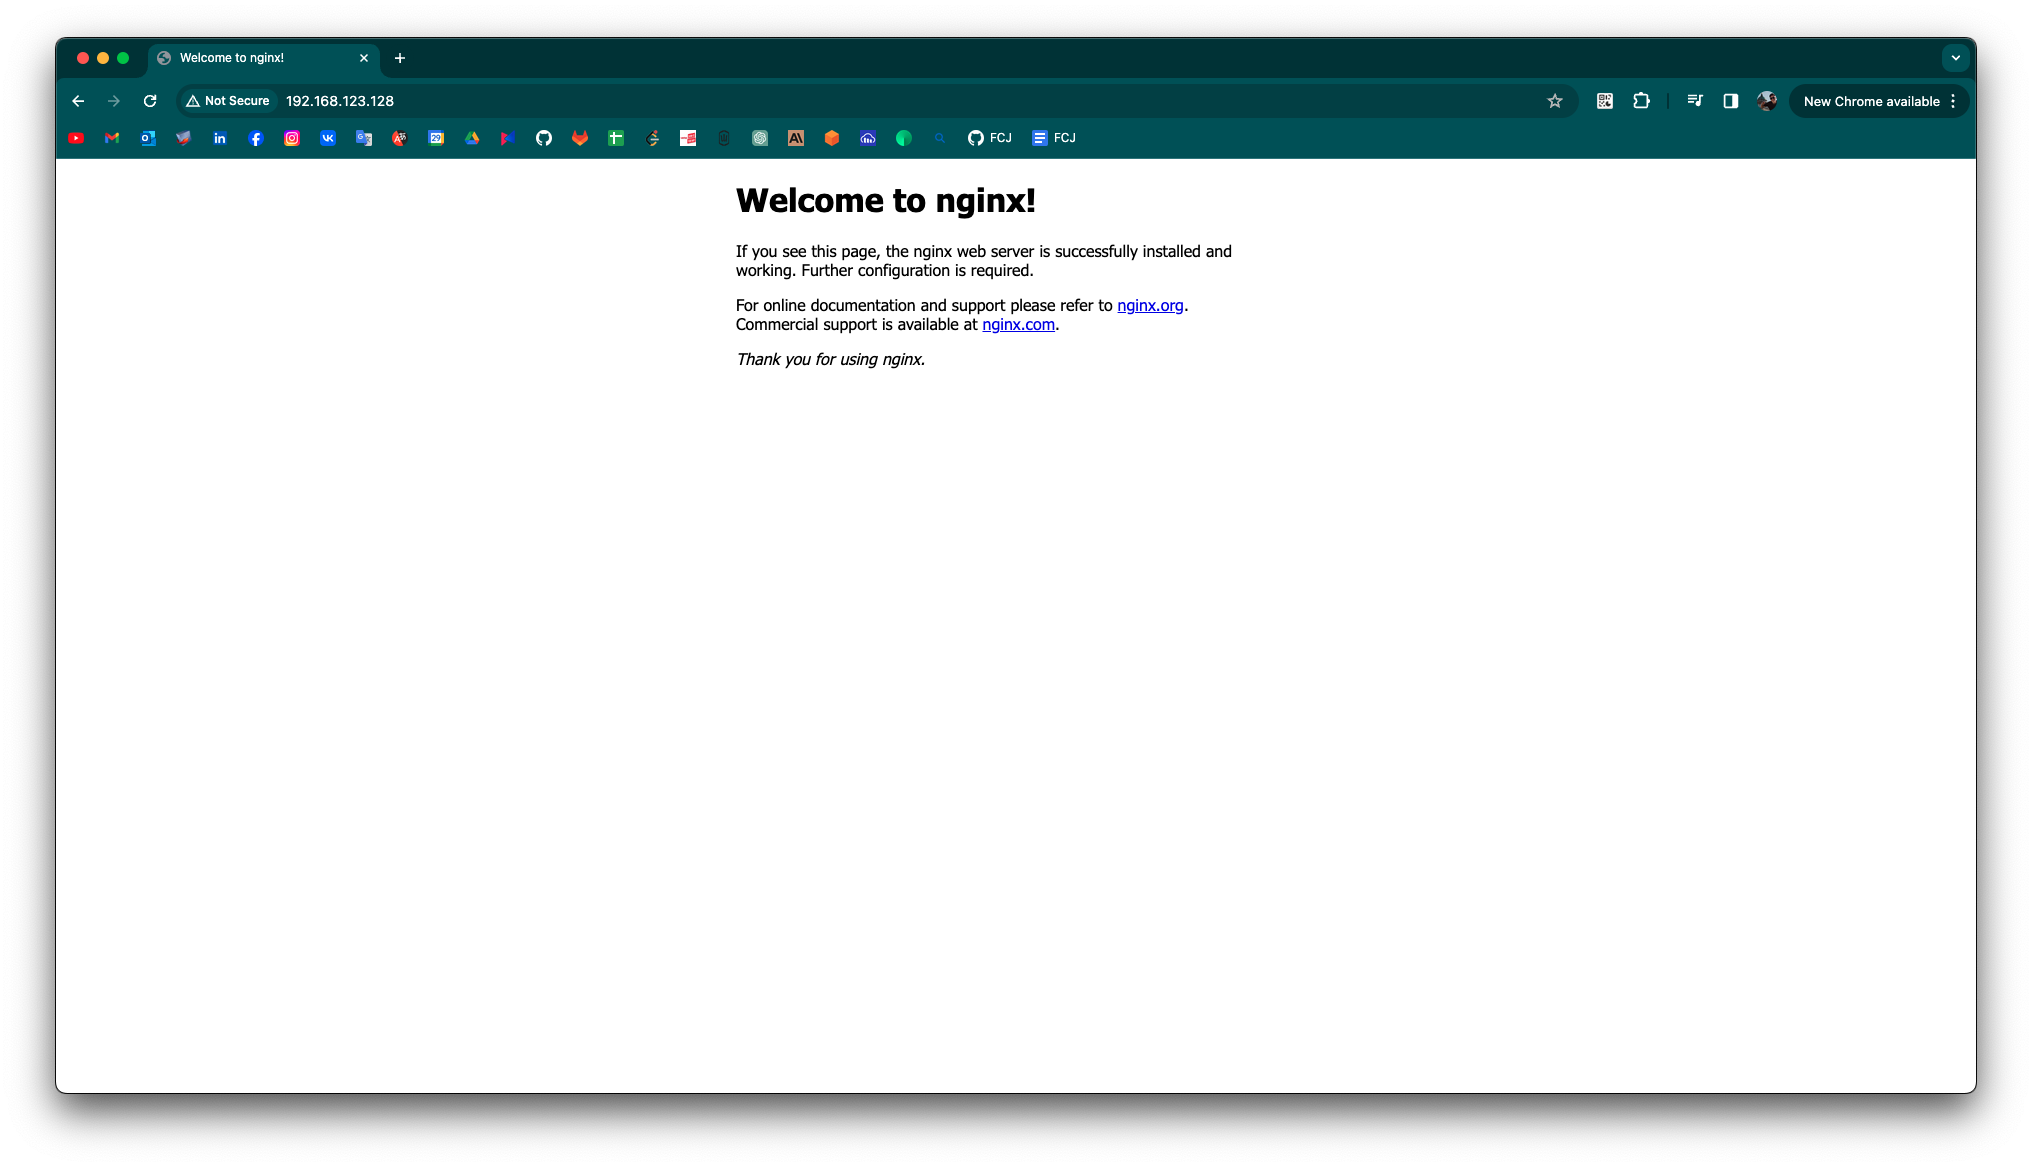 Welcome to nginx!
Not Secure
192.168.123.128
New Chrome available
FCJ
FCJ
Welcome to nginx!
If you see this page, the nginx web server is successfully installed and
working. Further configuration is required.
For online documentation and support please refer to nginx.org.
Commercial support is available at nginx.com.
Thank you for using nginx.